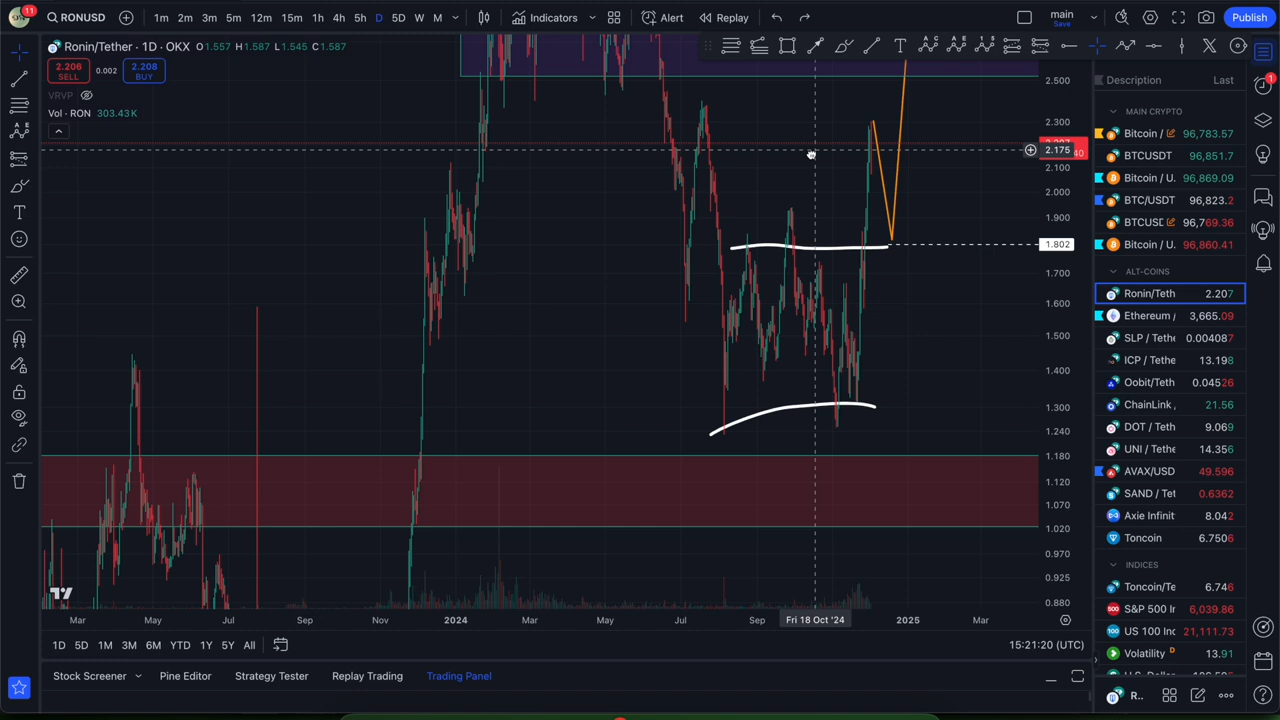 11
RONUSD
1m 2m 3m 5m 12m 15m 1h 4h 5h D 5D W M
Indicators
Alert
Replay
main
Save
Publish
Ronin/Tether · 1D · OKX O1.557 H1.587 L1.545 C1.587
2.206
SELL
0.002
2.208
BUY
VRVP
Vol · RON 303.43K
2.500
2.300
2.175
2.100
2.000
1.900
1.802
1.700
1.600
1.500
1.400
1.300
1.240
1.180
1.120
1.070
1.020
0.970
0.925
0.880
Mar May Jul Sep Nov 2024 Mar May Jul Sep Fri 18 Oct '24 2025 Mar
1D 5D 1M 3M 6M YTD 1Y 5Y All
15:21:20 (UTC)
Stock Screener
Pine Editor
Strategy Tester
Replay Trading
Trading Panel
Description Last
MAIN CRYPTO
Bitcoin / 96,783.57
BTCUSDT 96,851.7
Bitcoin / U. 96,869.09
BTC/USDT 96,823.2
BTCUSE 96,769.36
Bitcoin / U. 96,860.41
ALT-COINS
Ronin/Teth 2.207
Ethereum / 3,665.09
SLP / Tethe 0.004087
ICP / Tethe 13.198
Oobit/Teth 0.04526
ChainLink 21.56
DOT / Teth 9.069
UNI / Tethe 14.356
AVAX/USD 49.596
SAND / Tet 0.6362
Axie Infinit 8.042
Toncoin 6.7506
INDICES
Toncoin/Te 6.746
S&P 500 Ir 6,039.86
US 100 Inc 21,111.73
Volatility D 13.91
R..
1